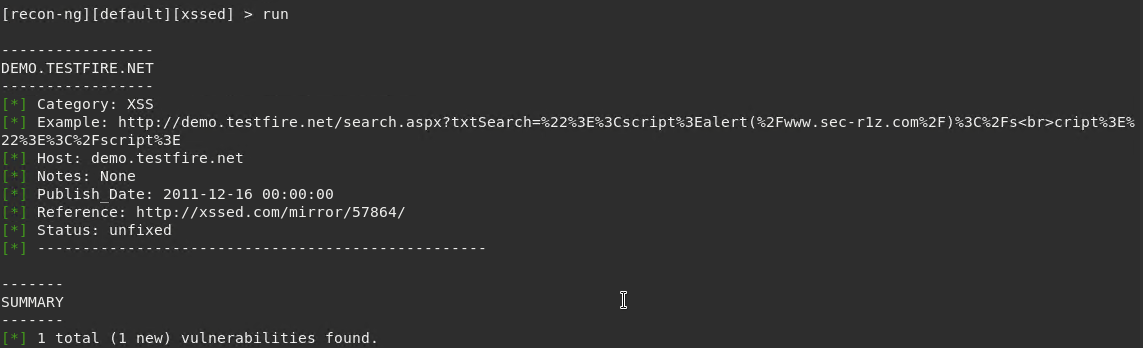 [recon-ng][default][xssed] > run
-----------------
DEMO.TESTFIRE.NET
-----------------
[*] Category: XSS
[*] Example: http://demo.testfire.net/search.aspx?txtSearch=%22%3E%3Cscript%3Ealert(%2Fwww.sec-r1z.com%2F)%3C%2Fs<br>cript%3E%
22%3E%3C%2Fscript%3E
[*] Host: demo.testfire.net
[*] Notes: None
[*] Publish_Date: 2011-12-16 00:00:00
[*] Reference: http://xssed.com/mirror/57864/
[*] Status: unfixed
[*] --------------------------------------------------
-------
SUMMARY
-------
[*] 1 total (1 new) vulnerabilities found.